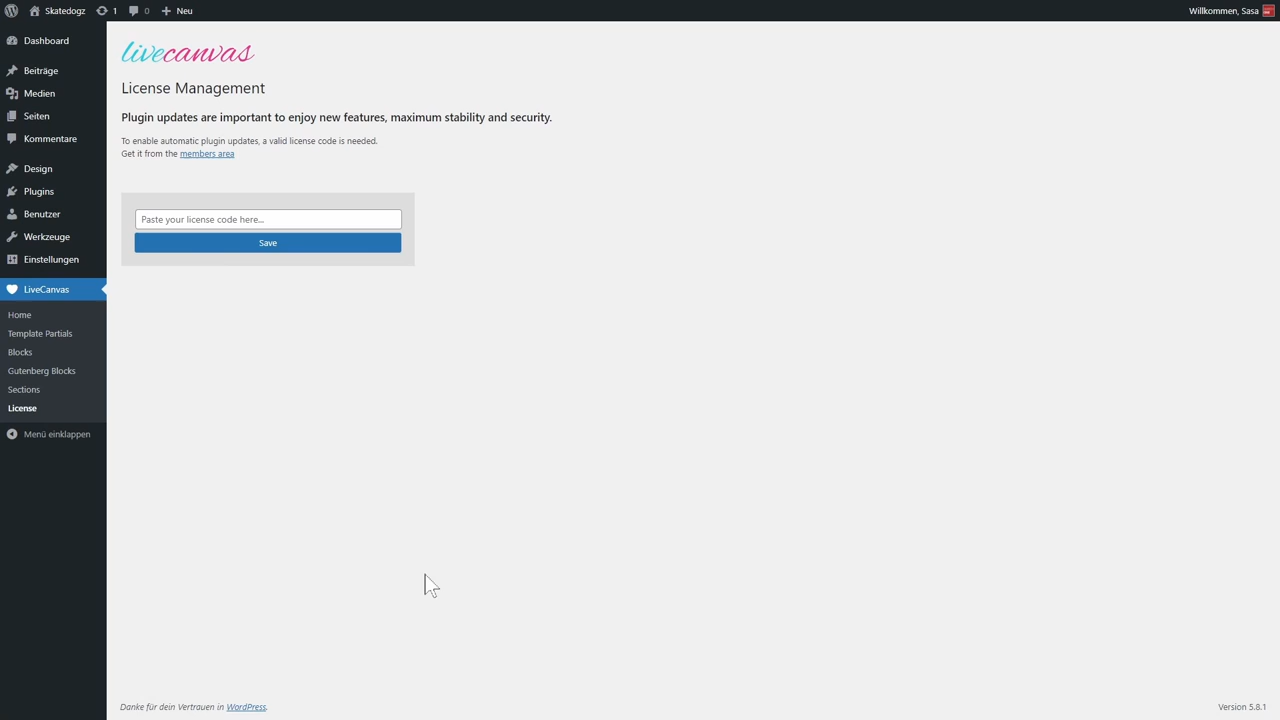 Skatedogz 1 0 Neu Willkommen, Sasa
Dashboard
Beiträge
Medien
Seiten
Kommentare
Design
Plugins
Benutzer
Werkzeuge
Einstellungen
LiveCanvas
Home
Template Partials
Blocks
Gutenberg Blocks
Sections
License
Menü einklappen
livecanvas
License Management
Plugin updates are important to enjoy new features, maximum stability and security.
To enable automatic plugin updates, a valid license code is needed.
Get it from the members area
Paste your license code here...
Save
Danke für dein Vertrauen in WordPress.
Version 5.8.1